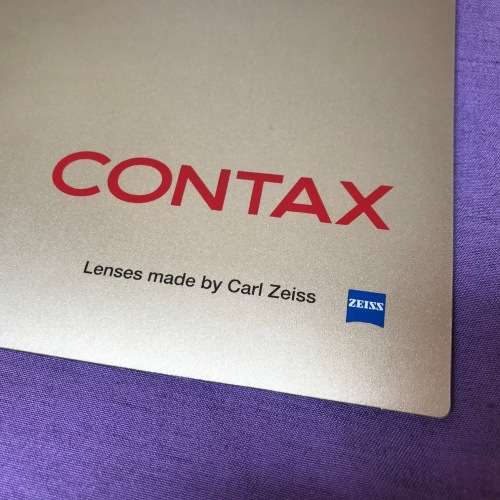 CONTAX
Lenses made by Carl Zeiss
ZEISS